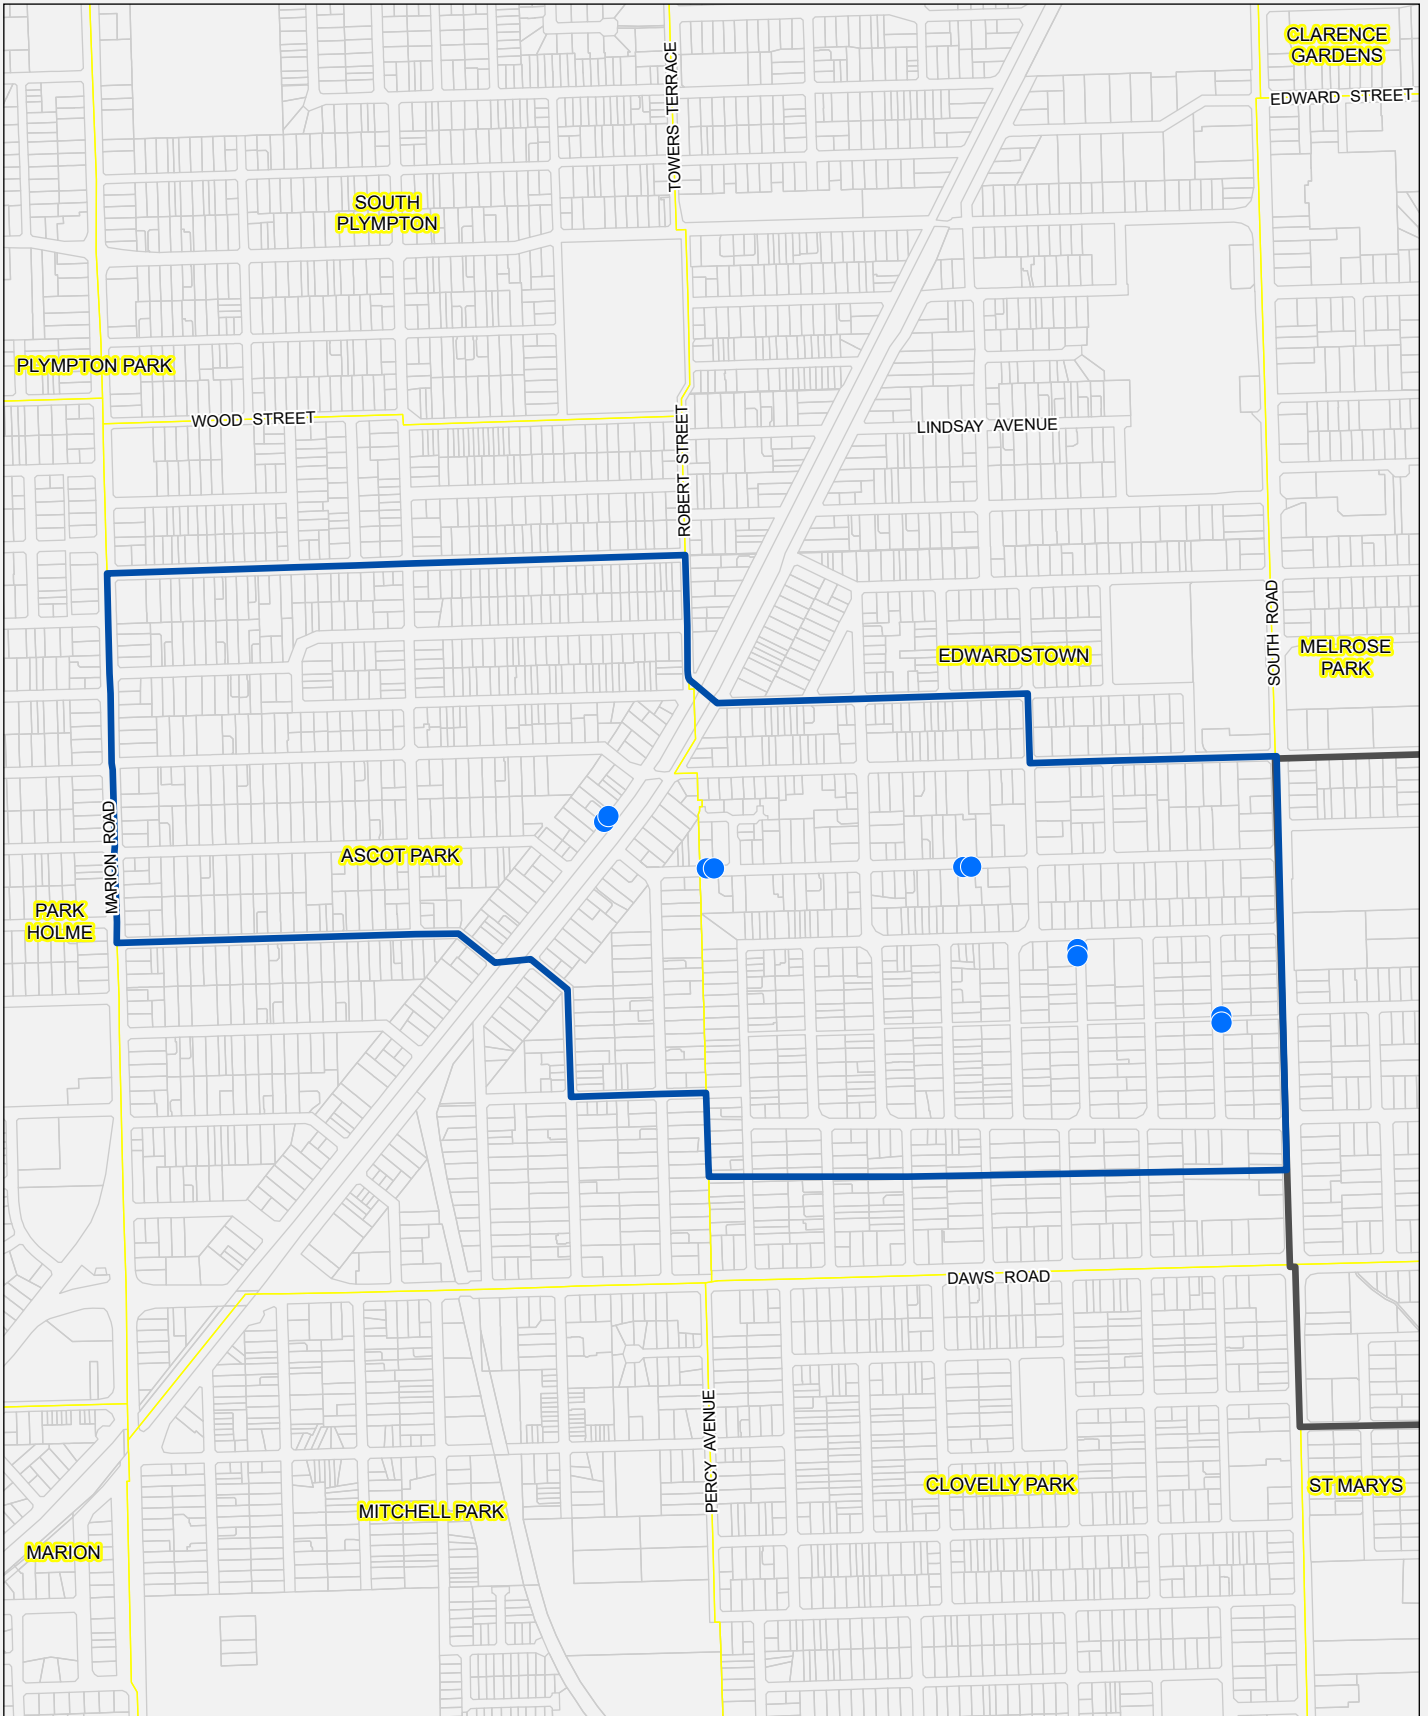 CLARENCE
GARDENS
EDWARD STREET
TOWERS TERRACE
SOUTH
PLYMPTON
PLYMPTON PARK
WOOD STREET
ROBERT STREET
LINDSAY AVENUE
SOUTH ROAD
EDWARDSTOWN
MELROSE
PARK
MARION ROAD
ASCOT PARK
PARK
HOLME
DAWS ROAD
PERCY AVENUE
CLOVELLY PARK
ST MARYS
MITCHELL PARK
MARION